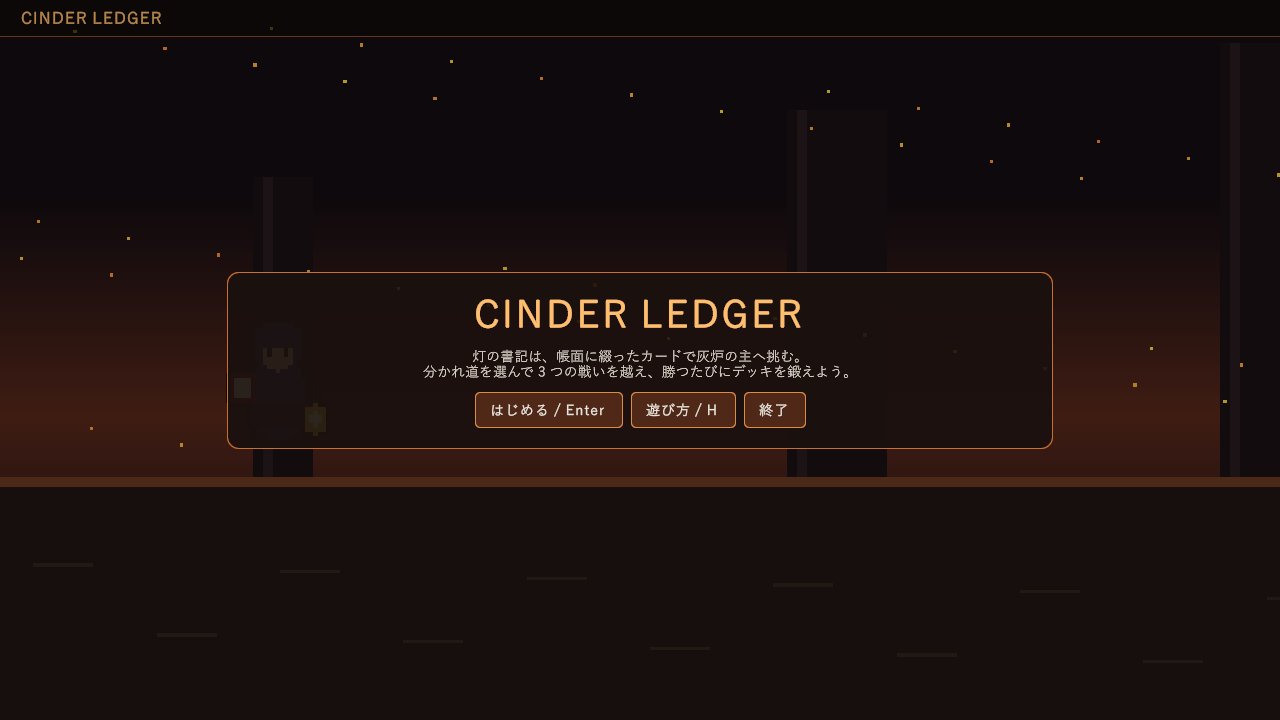 CINDER LEDGER
CINDER LEDGER
灯の書記は、帳面に綴ったカードで灰炉の主へ挑む。
分かれ道を選んで 3 つの戦いを越え、勝つたびにデッキを鍛えよう。
はじめる / Enter
遊び方 / H
終了